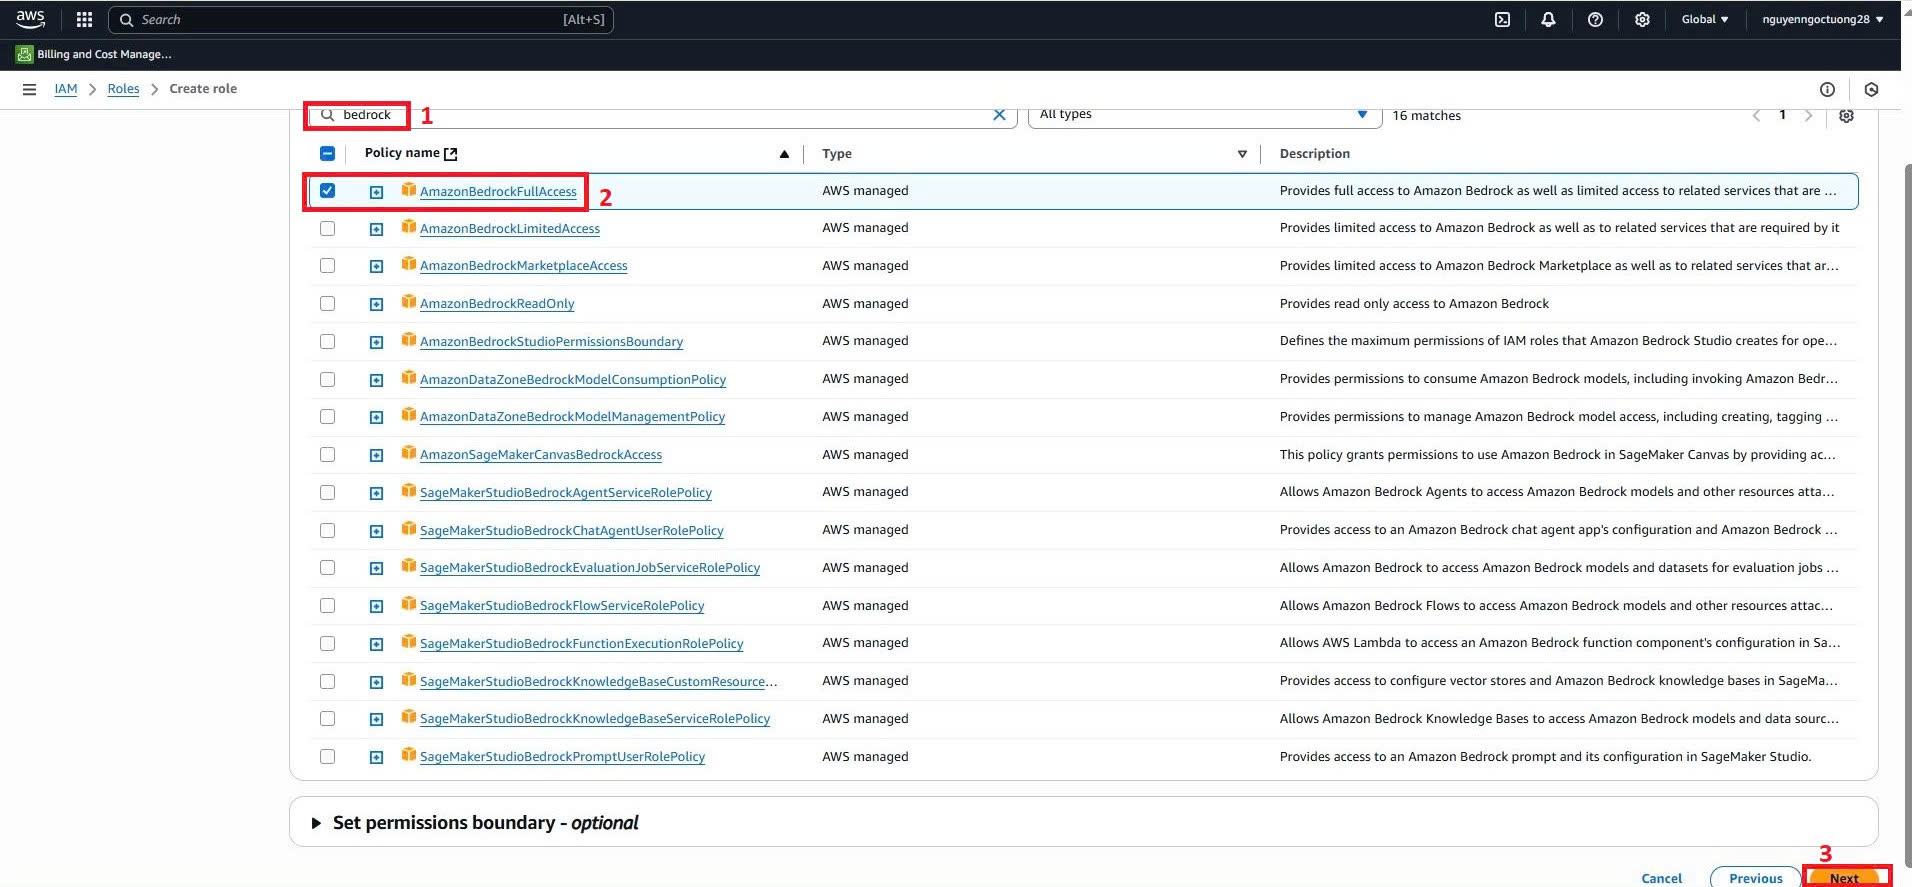 aws Search [Alt+S] Global nguyenngoctuong28
Billing and Cost Manage...
IAM > Roles > Create role
bedrock 1 All types 16 matches 1
Policy name Type Description
AmazonBedrockFullAccess 2 AWS managed Provides full access to Amazon Bedrock as well as limited access to related services that are ...
AmazonBedrockLimitedAccess AWS managed Provides limited access to Amazon Bedrock as well as to related services that are required by it
AmazonBedrockMarketplaceAccess AWS managed Provides limited access to Amazon Bedrock Marketplace as well as to related services that ar...
AmazonBedrockReadOnly AWS managed Provides read only access to Amazon Bedrock
AmazonBedrockStudioPermissionsBoundary AWS managed Defines the maximum permissions of IAM roles that Amazon Bedrock Studio creates for ope...
AmazonDataZoneBedrockModelConsumptionPolicy AWS managed Provides permissions to consume Amazon Bedrock models, including invoking Amazon Bedr...
AmazonDataZoneBedrockModelManagementPolicy AWS managed Provides permissions to manage Amazon Bedrock model access, including creating, tagging ...
AmazonSageMakerCanvasBedrockAccess AWS managed This policy grants permissions to use Amazon Bedrock in SageMaker Canvas by providing ac...
SageMakerStudioBedrockAgentServiceRolePolicy AWS managed Allows Amazon Bedrock Agents to access Amazon Bedrock models and other resources atta...
SageMakerStudioBedrockChatAgentUserRolePolicy AWS managed Provides access to an Amazon Bedrock chat agent app's configuration and Amazon Bedrock ...
SageMakerStudioBedrockEvaluationJobServiceRolePolicy AWS managed Allows Amazon Bedrock to access Amazon Bedrock models and datasets for evaluation jobs ...
SageMakerStudioBedrockFlowServiceRolePolicy AWS managed Allows Amazon Bedrock Flows to access Amazon Bedrock models and other resources attac...
SageMakerStudioBedrockFunctionExecutionRolePolicy AWS managed Allows AWS Lambda to access an Amazon Bedrock function component's configuration in Sa...
SageMakerStudioBedrockKnowledgeBaseCustomResource... AWS managed Provides access to configure vector stores and Amazon Bedrock knowledge bases in SageMa...
SageMakerStudioBedrockKnowledgeBaseServiceRolePolicy AWS managed Allows Amazon Bedrock Knowledge Bases to access Amazon Bedrock models and data sourc...
SageMakerStudioBedrockPromptUserRolePolicy AWS managed Provides access to an Amazon Bedrock prompt and its configuration in SageMaker Studio.
Set permissions boundary - optional
3
Cancel Previous Next